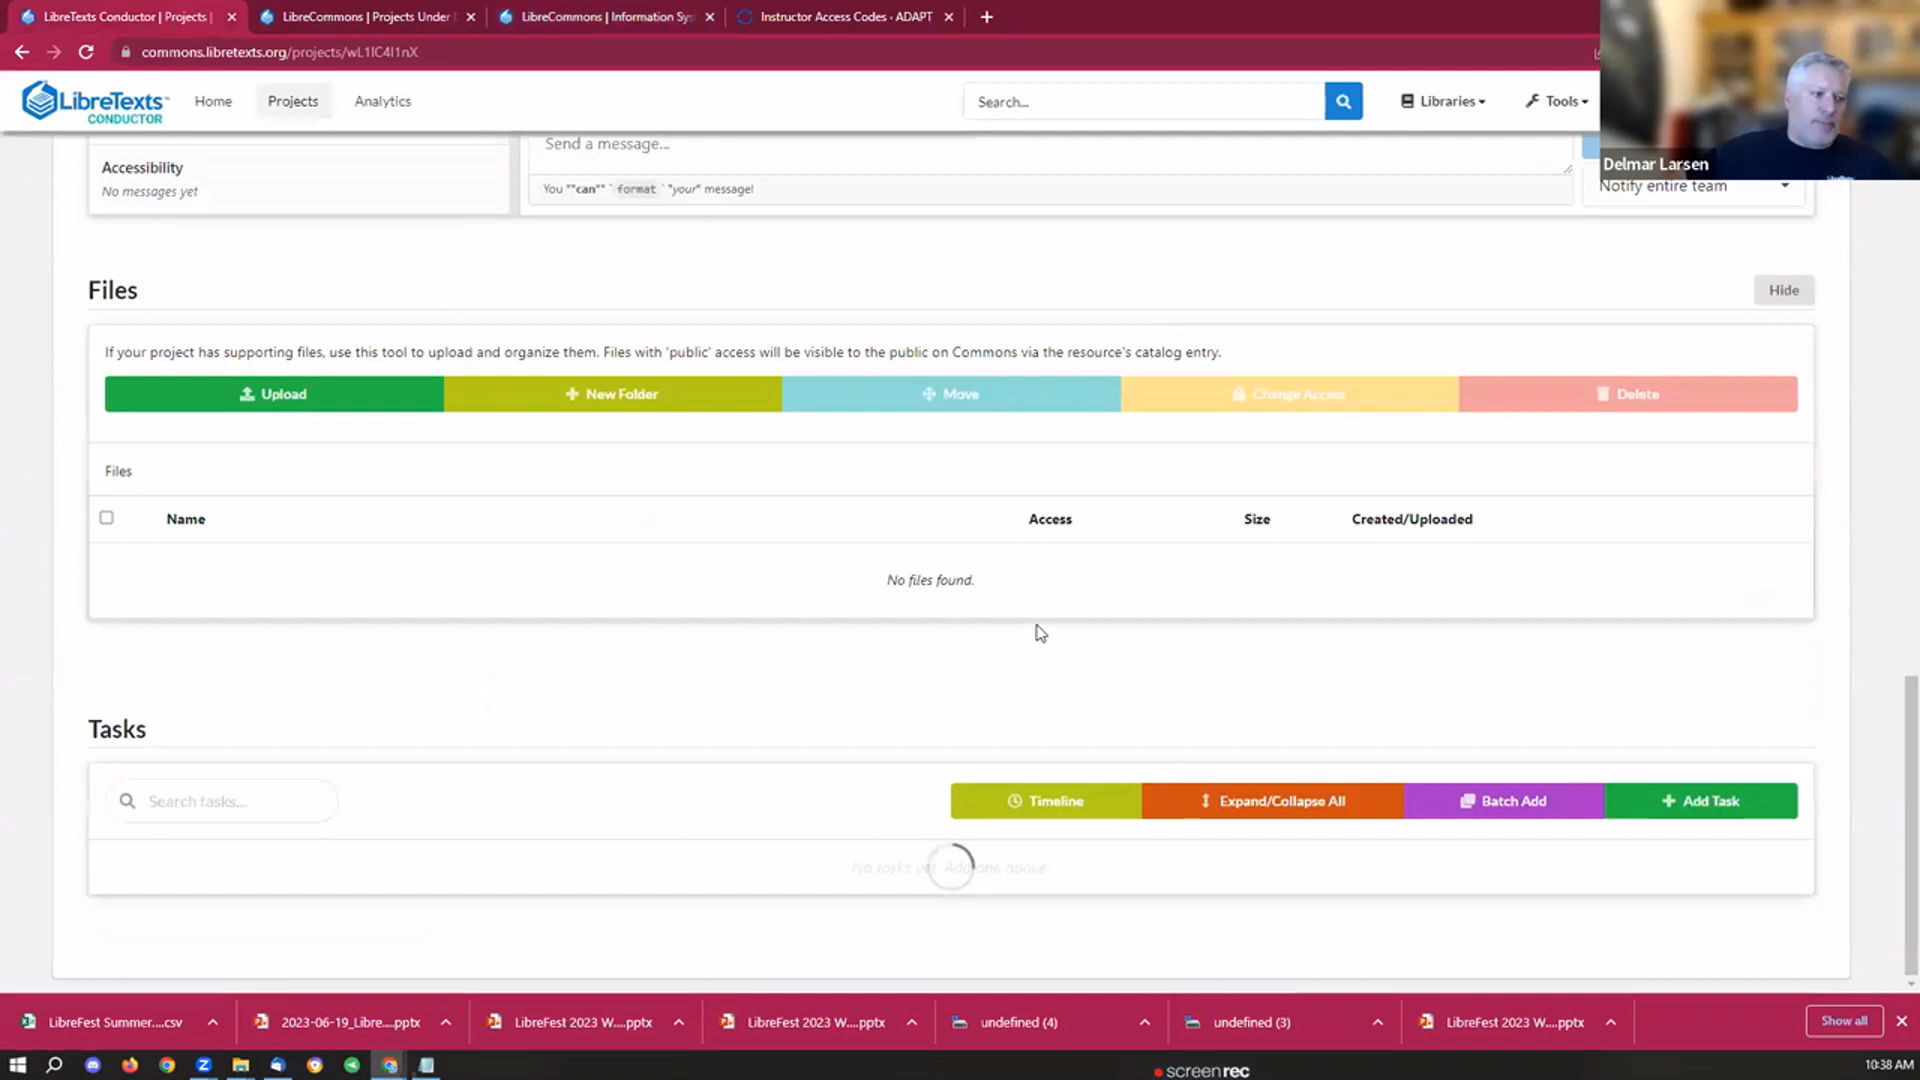 LibreTexts Conductor | Projects |
LibreCommons | Projects Under
LibreCommons | Information Sys
Instructor Access Codes - ADAPT
commons.libretexts.org/projects/wL1IC4I1nX
LibreTexts™
CONDUCTOR
Home
Projects
Analytics
Search...
Libraries
Tools
Delmar Larsen
Accessibility
No messages yet
Send a message...
You **can** `format` *your* message!
Notify entire team
Files
Hide
If your project has supporting files, use this tool to upload and organize them. Files with 'public' access will be visible to the public on Commons via the resource's catalog entry.
Upload
New Folder
Move
Change Access
Delete
Files
Name
Access
Size
Created/Uploaded
No files found.
Tasks
Search tasks...
Timeline
Expand/Collapse All
Batch Add
Add Task
No tasks yet. Add one above
LibreFest Summer....csv
2023-06-19_Libre....pptx
LibreFest 2023 W....pptx
LibreFest 2023 W....pptx
undefined (4)
undefined (3)
LibreFest 2023 W....pptx
Show all
10:38 AM
screenrec